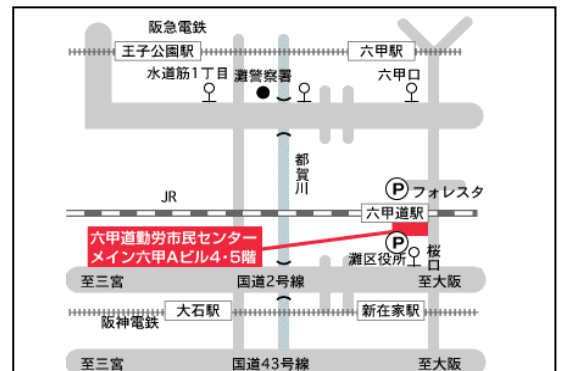 阪急電鉄
王子公園駅
六甲駅
水道筋1丁目
灘警察署
六甲口
都賀川
P
フォレスタ
JR
六甲道駅
六甲道勤労市民センター
メイン六甲Aビル4・5階
P
灘区役所
桜口
至三宮
国道2号線
至大阪
阪神電鉄
大石駅
新在家駅
至三宮
国道43号線
至大阪